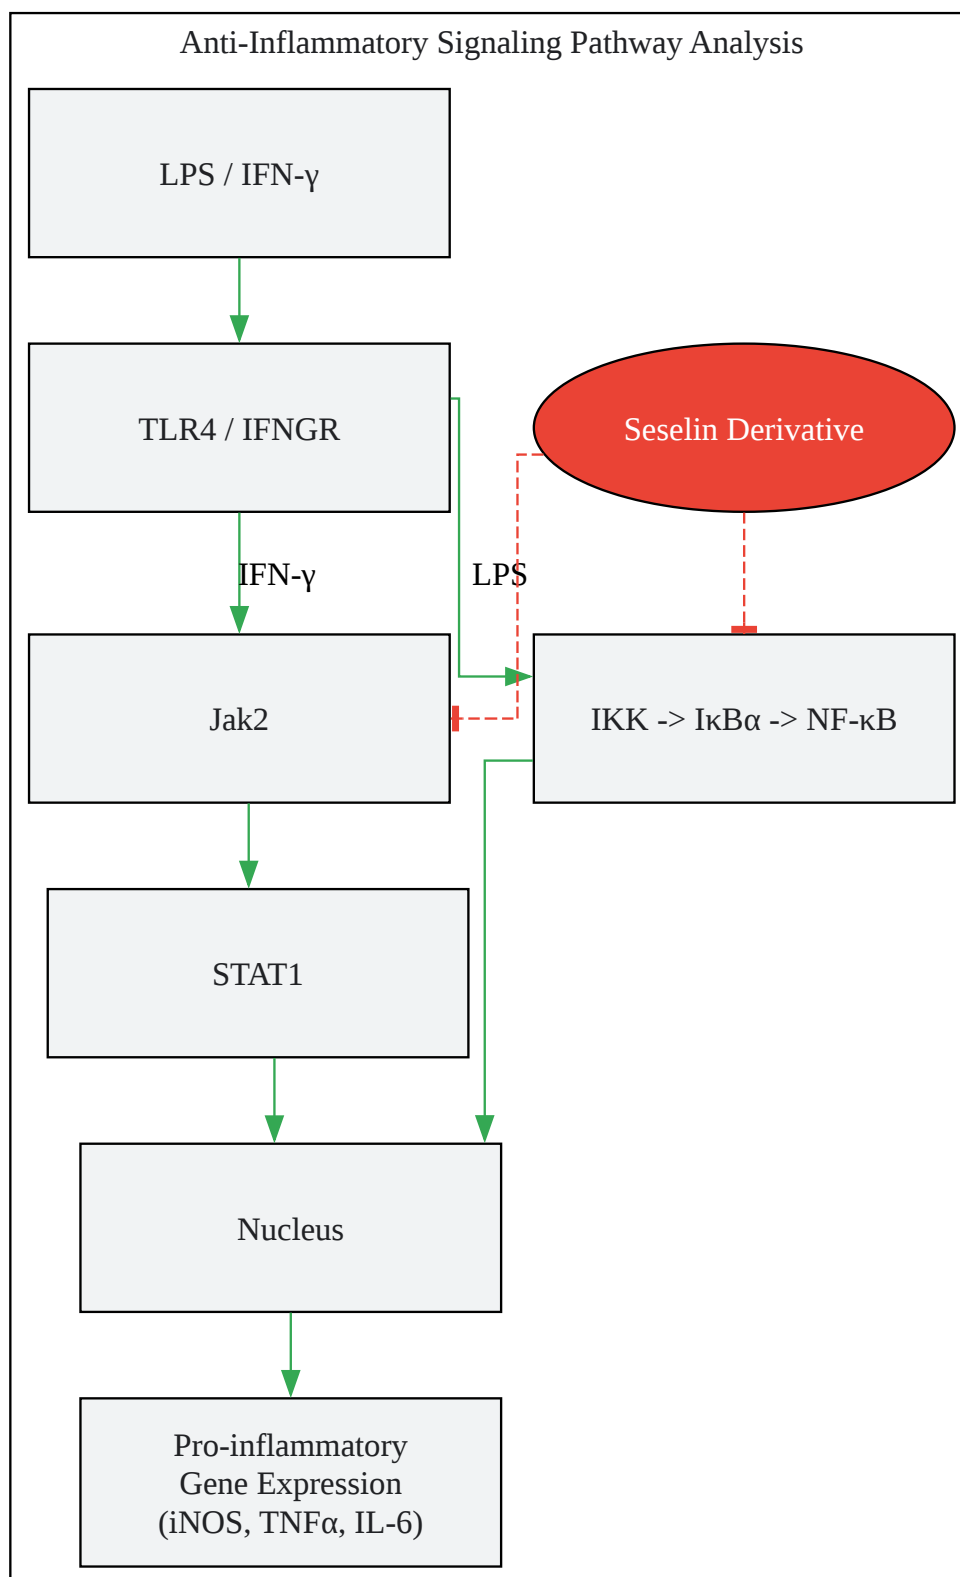 Anti-Inflammatory Signaling Pathway Analysis
LPS / IFN-γ
TLR4 / IFNGR
Seselin Derivative
IFN-γ
LPS
Jak2
IKK -> IκBα -> NF-κB
STAT1
Nucleus
Pro-inflammatory
Gene Expression
(iNOS, TNFα, IL-6)